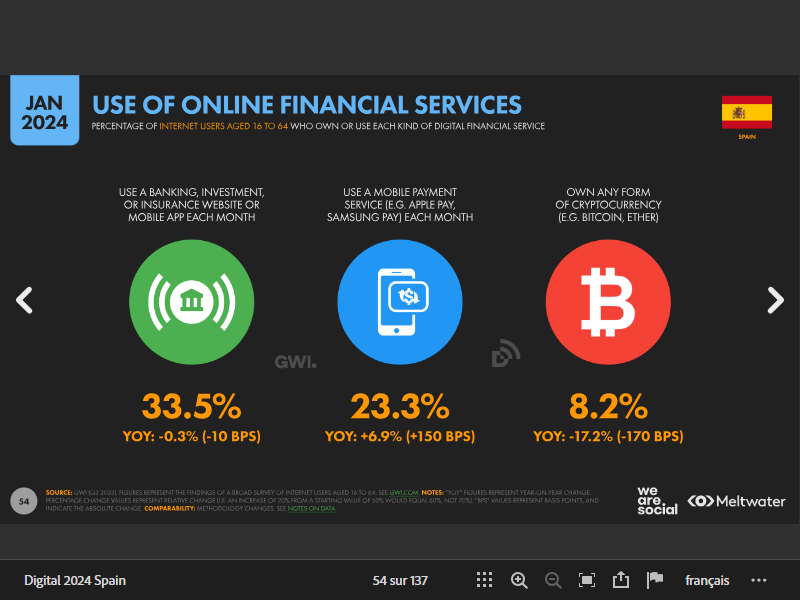 JAN
2024
USE OF ONLINE FINANCIAL SERVICES
PERCENTAGE OF INTERNET USERS AGED 16 TO 64 WHO OWN OR USE EACH KIND OF DIGITAL FINANCIAL SERVICE
SPAIN
USE A BANKING, INVESTMENT,
OR INSURANCE WEBSITE OR
MOBILE APP EACH MONTH
USE A MOBILE PAYMENT
SERVICE (E.G. APPLE PAY,
SAMSUNG PAY) EACH MONTH
OWN ANY FORM
OF CRYPTOCURRENCY
(E.G. BITCOIN, ETHER)
GWI.
33.5%
YOY: -0.3% (-10 BPS)
23.3%
YOY: +6.9% (+150 BPS)
8.2%
YOY: -17.2% (-170 BPS)
54
SOURCE: GWI (Q3 2023). FIGURES REPRESENT THE FINDINGS OF A BROAD SURVEY OF INTERNET USERS AGED 16 TO 64. SEE GWI.COM. NOTES: "YOY" FIGURES REPRESENT YEAR-ON-YEAR CHANGE.
PERCENTAGE CHANGE VALUES REPRESENT RELATIVE CHANGE (I.E. AN INCREASE OF 20% FROM A STARTING VALUE OF 50% WOULD EQUAL 60%, NOT 70%). "BPS" VALUES REPRESENT BASIS POINTS, AND
INDICATE THE ABSOLUTE CHANGE. COMPARABILITY: METHODOLOGY CHANGES. SEE NOTES ON DATA.
we
are.
social
Meltwater
Digital 2024 Spain
54 sur 137
français